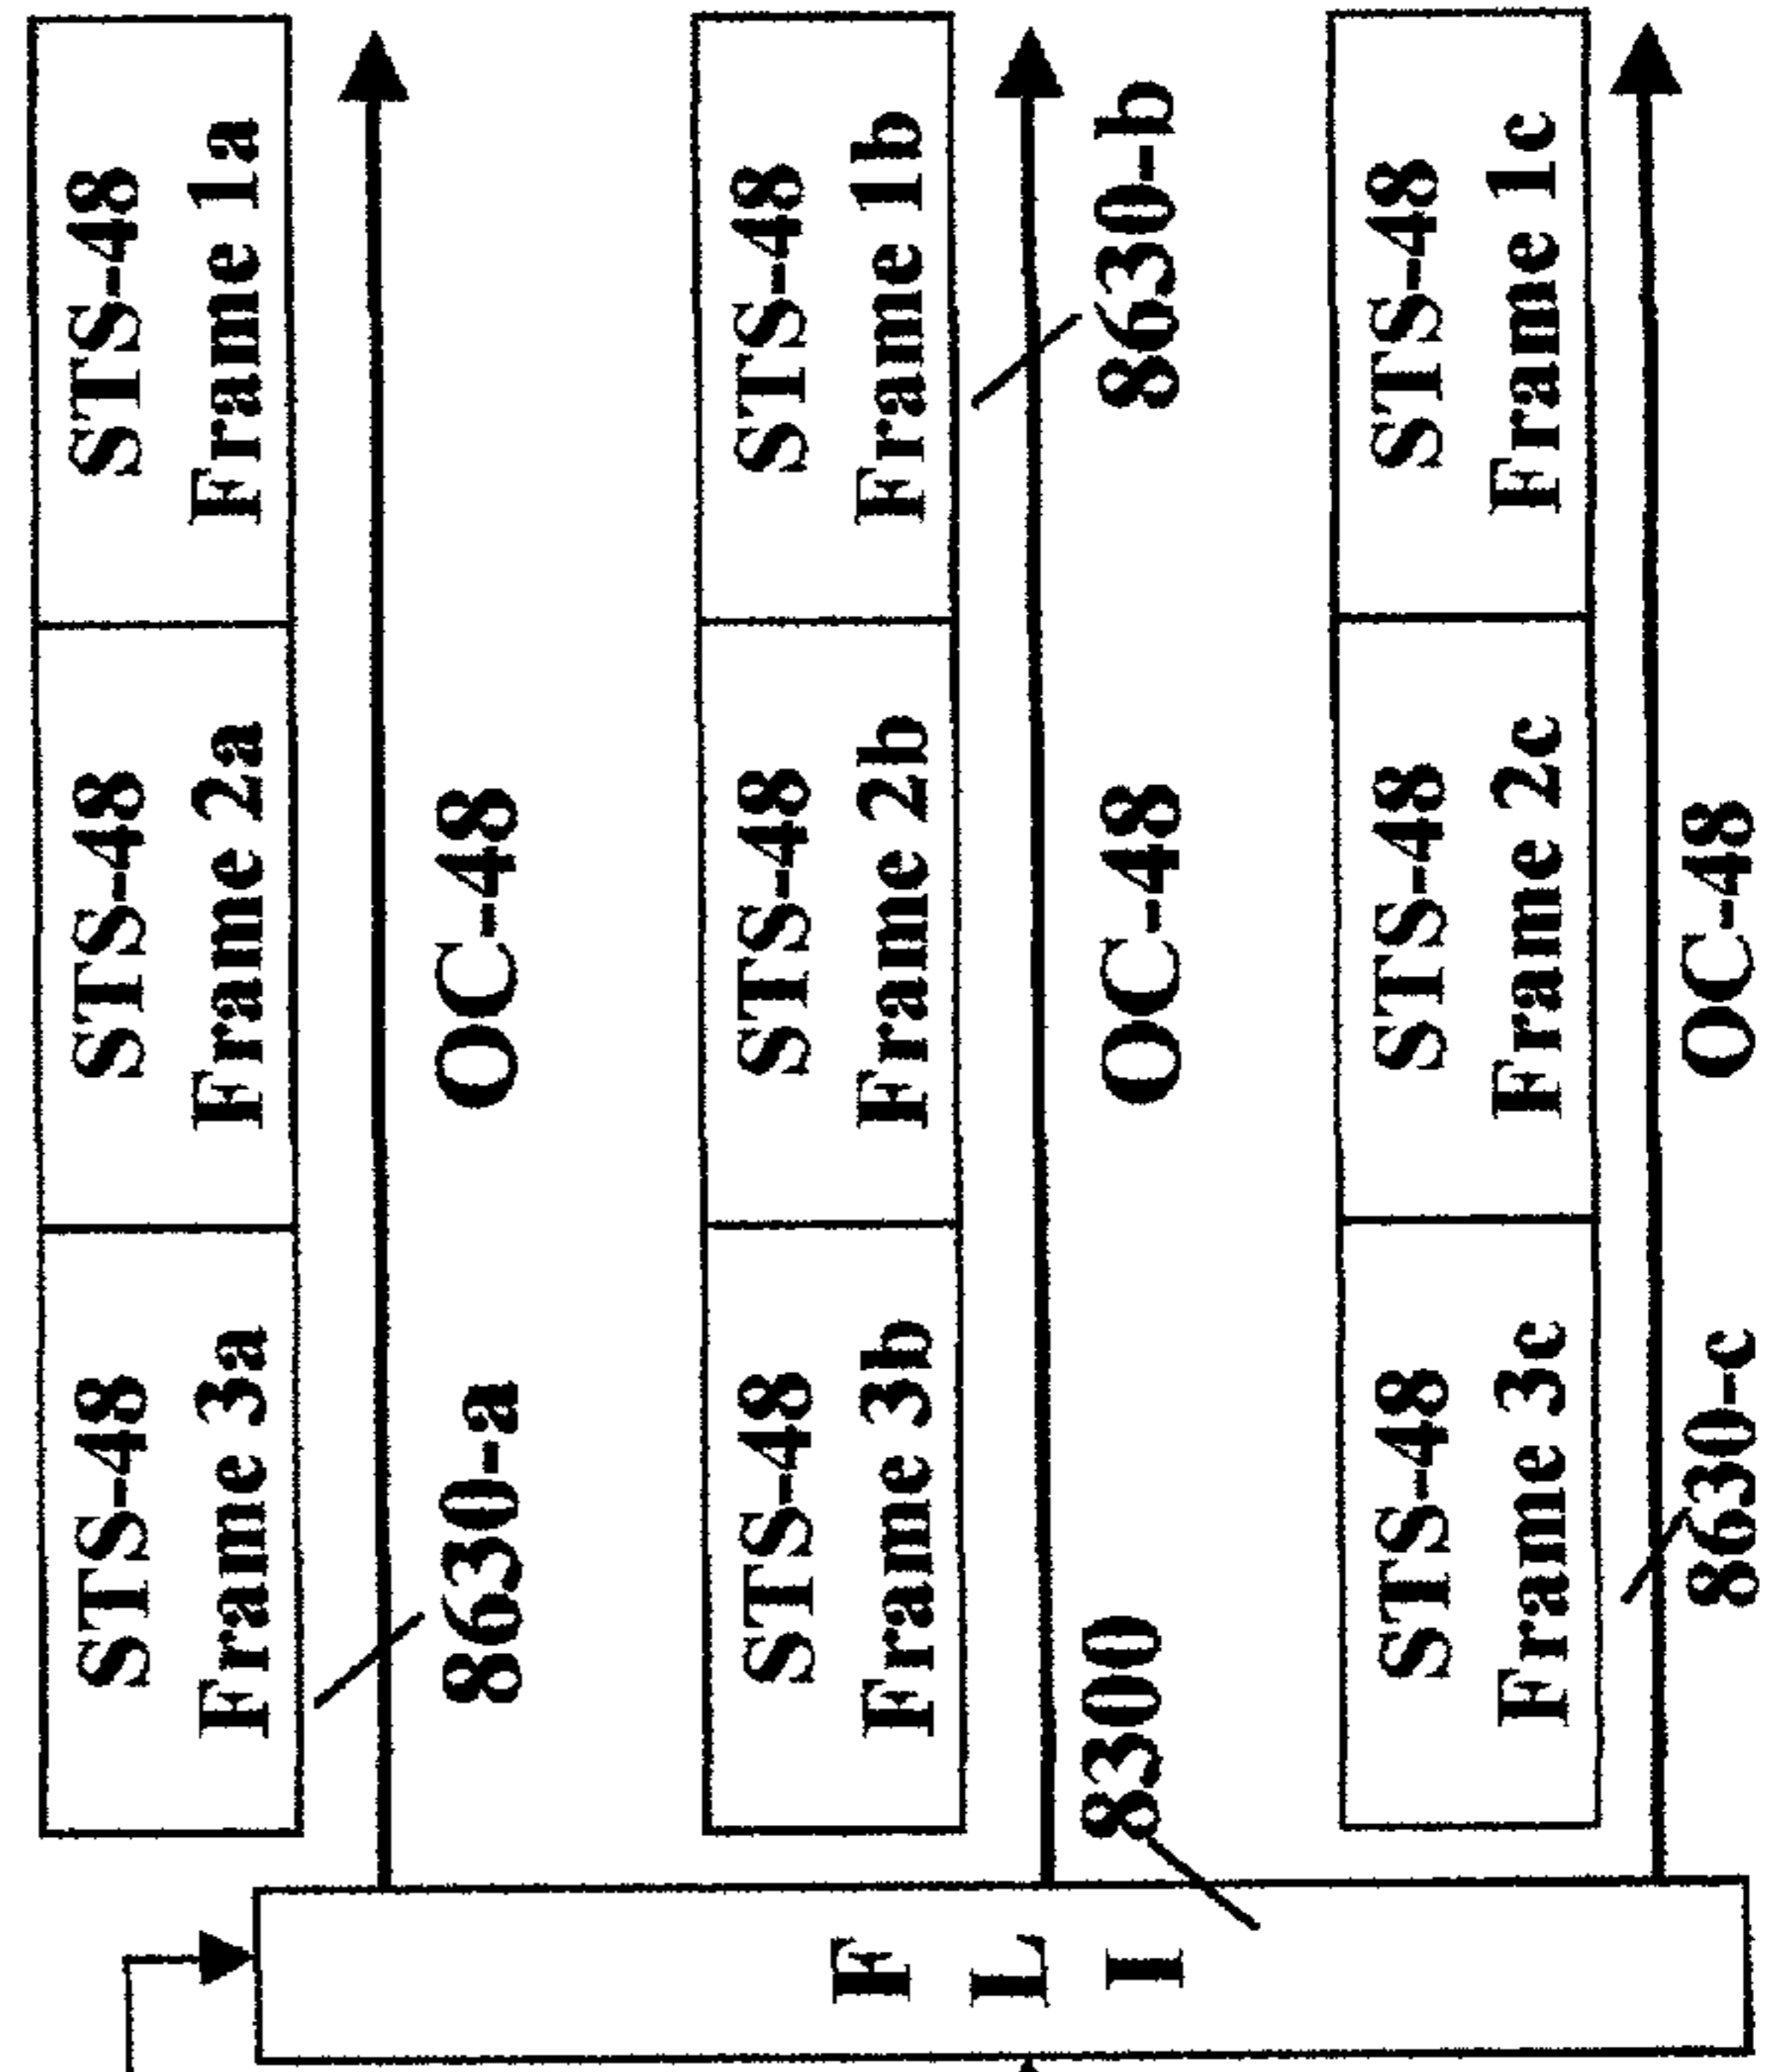 STS-48
Frame 3a
STS-48
Frame 2a
STS-48
Frame 1a
8630-a
OC-48
STS-48
Frame 3b
STS-48
Frame 2b
STS-48
Frame 1b
F
L
I
8300
OC-48
8630-b
STS-48
Frame 3c
STS-48
Frame 2c
STS-48
Frame 1c
8630-c
OC-48